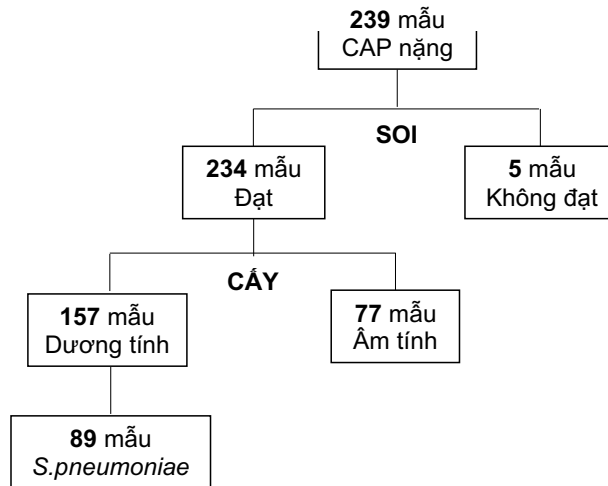 239 mẫu
CAP nặng
SOI
234 mẫu
Đạt
5 mẫu
Không đạt
CẤY
157 mẫu
Dương tính
77 mẫu
Âm tính
89 mẫu
S.pneumoniae